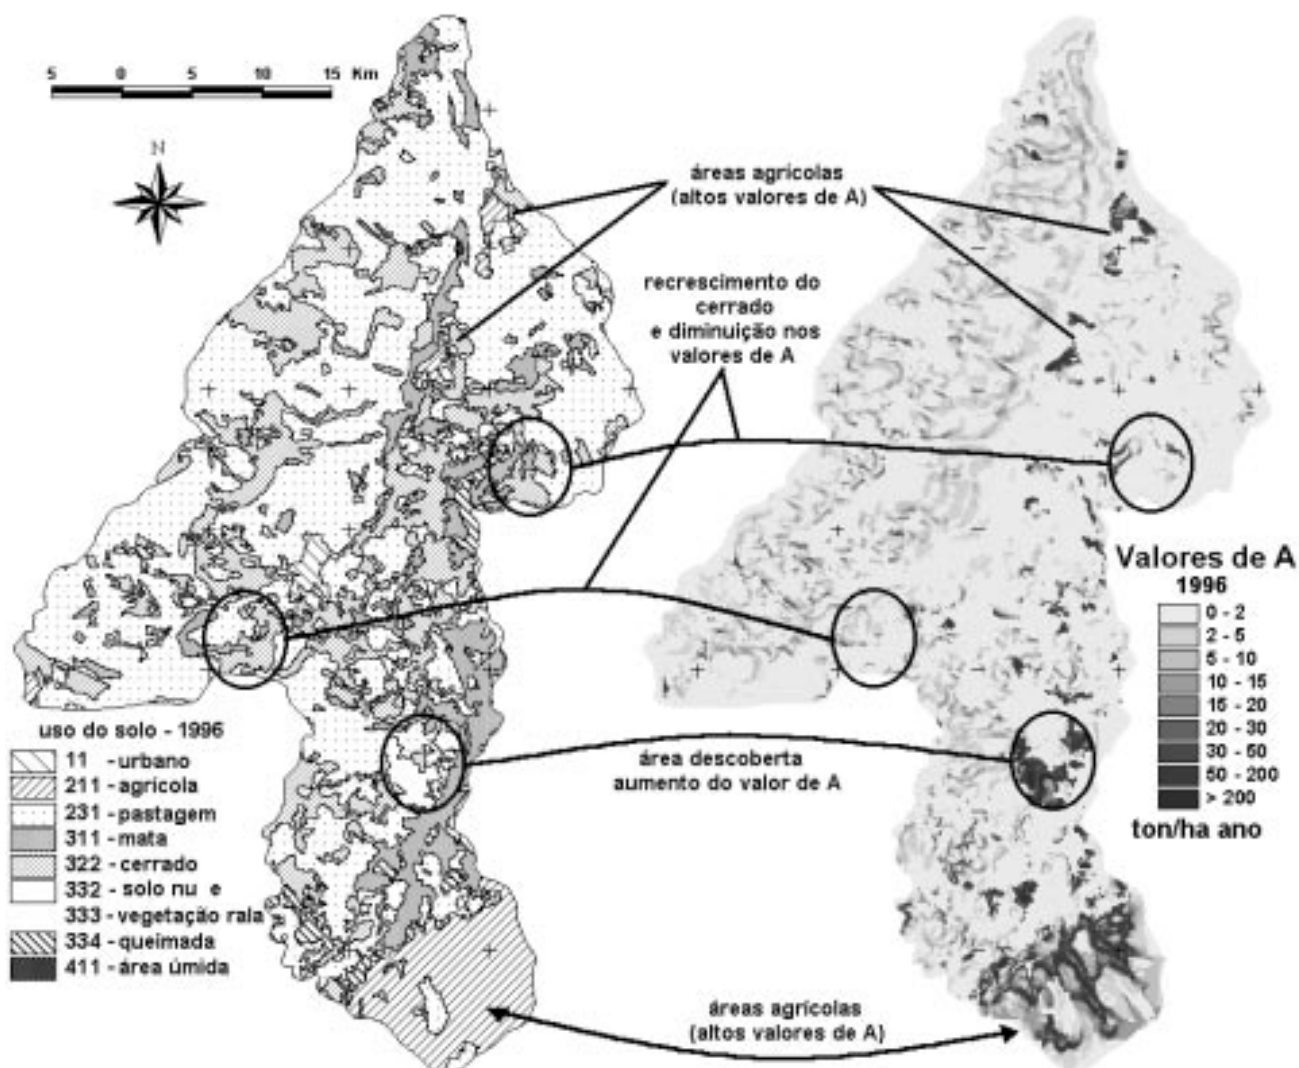 5 0 5 10 15 Km
N
áreas agrícolas
(altos valores de A)
recrescimento do
cerrado
e diminuição nos
valores de A
Valores de A
1996
0 - 2
2 - 5
5 - 10
10 - 15
15 - 20
20 - 30
30 - 50
50 - 200
> 200
ton/ha ano
uso do solo - 1996
11 - urbano
211 - agrícola
231 - pastagem
311 - mata
322 - cerrado
332 - solo nu e
333 - vegetação rala
334 - queimada
411 - área úmida
área descoberta
aumento do valor de A
áreas agrícolas
(altos valores de A)